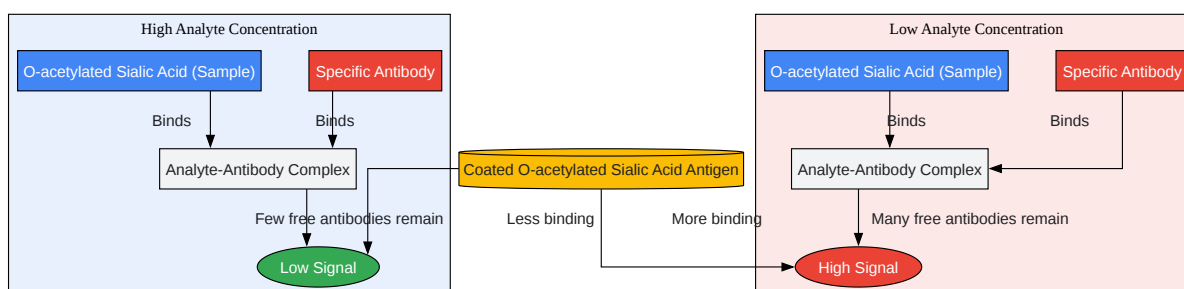 High Analyte Concentration
Low Analyte Concentration
O-acetylated Sialic Acid (Sample)
Specific Antibody
O-acetylated Sialic Acid (Sample)
Specific Antibody
Binds
Binds
Binds
Binds
Analyte-Antibody Complex
Coated O-acetylated Sialic Acid Antigen
Analyte-Antibody Complex
Few free antibodies remain
Less binding
More binding
Many free antibodies remain
Low Signal
High Signal